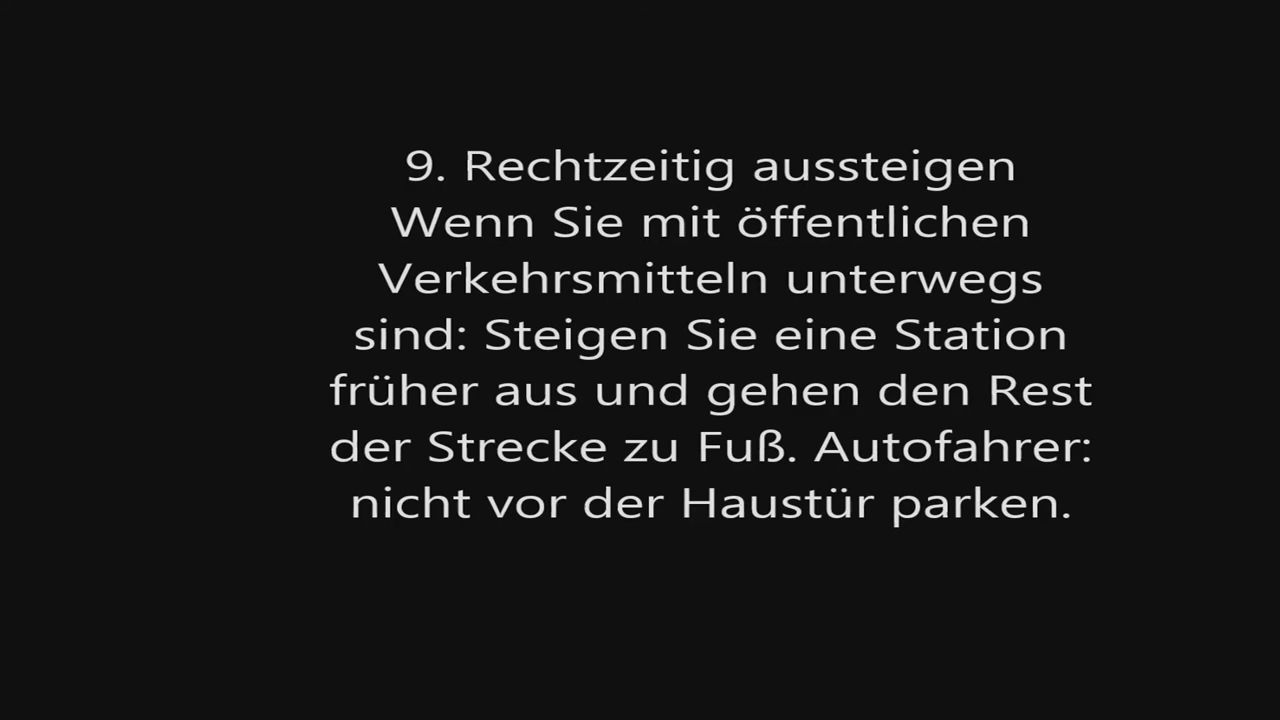 9. Rechtzeitig aussteigen
Wenn Sie mit öffentlichen
Verkehrsmitteln unterwegs
sind: Steigen Sie eine Station
früher aus und gehen den Rest
der Strecke zu Fuß. Autofahrer:
nicht vor der Haustür parken.